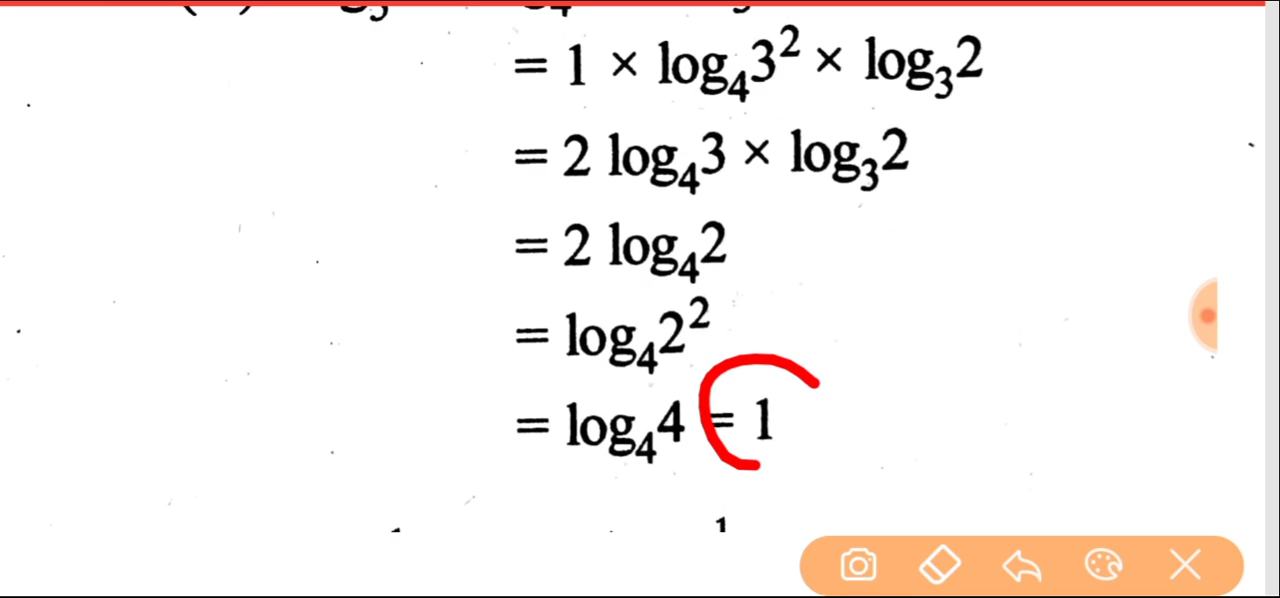 = 1 × log₄3² × log₃2
= 2 log₄3 × log₃2
= 2 log₄2
= log₄2²
= log₄4 = 1